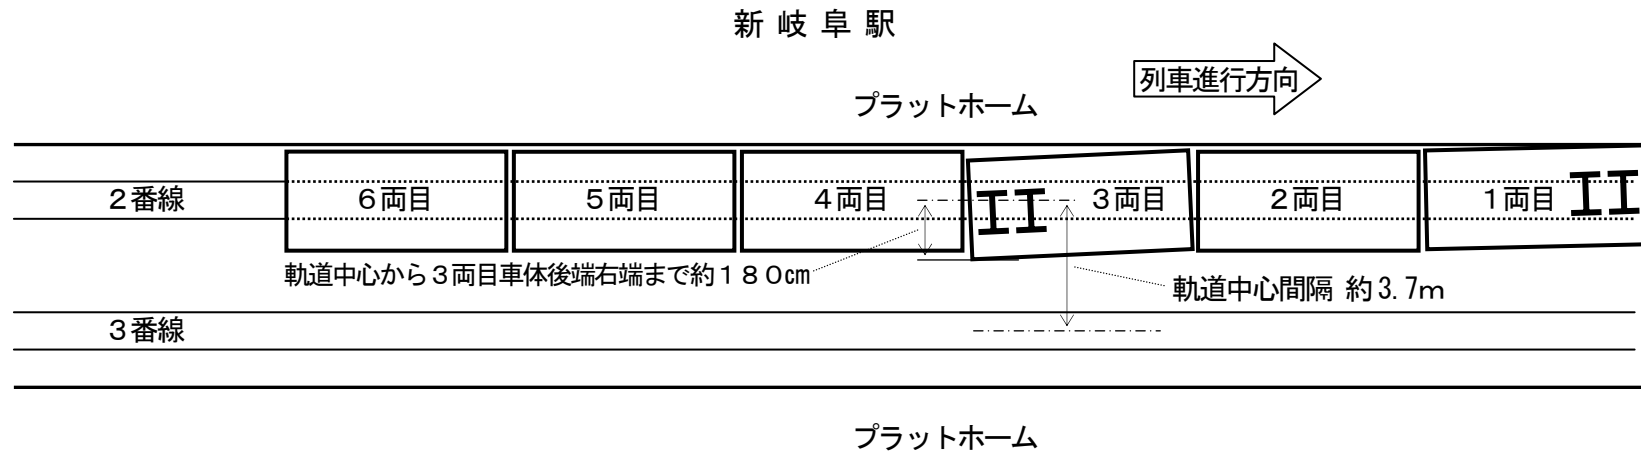 新岐阜駅
列車進行方向
プラットホーム
2番線
6両目
5両目
4両目
3両目
2両目
1両目
軌道中心から3両目車体後端右端まで約180cm
軌道中心間隔 約3.7m
3番線
プラットホーム